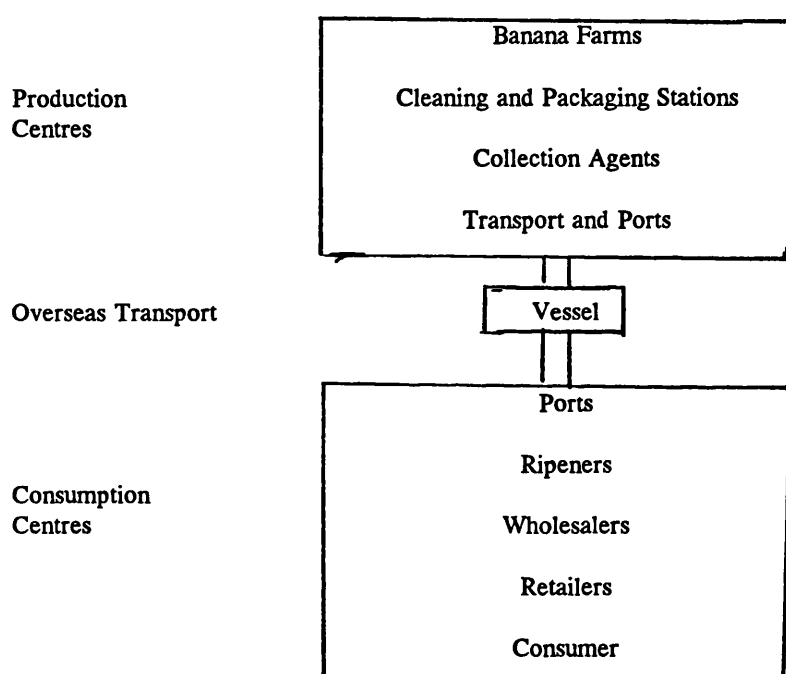 Banana Farms
Production
Centres
Cleaning and Packaging Stations
Collection Agents
Transport and Ports
Overseas Transport
Vessel
Ports
Ripeners
Consumption
Centres
Wholesalers
Retailers
Consumer